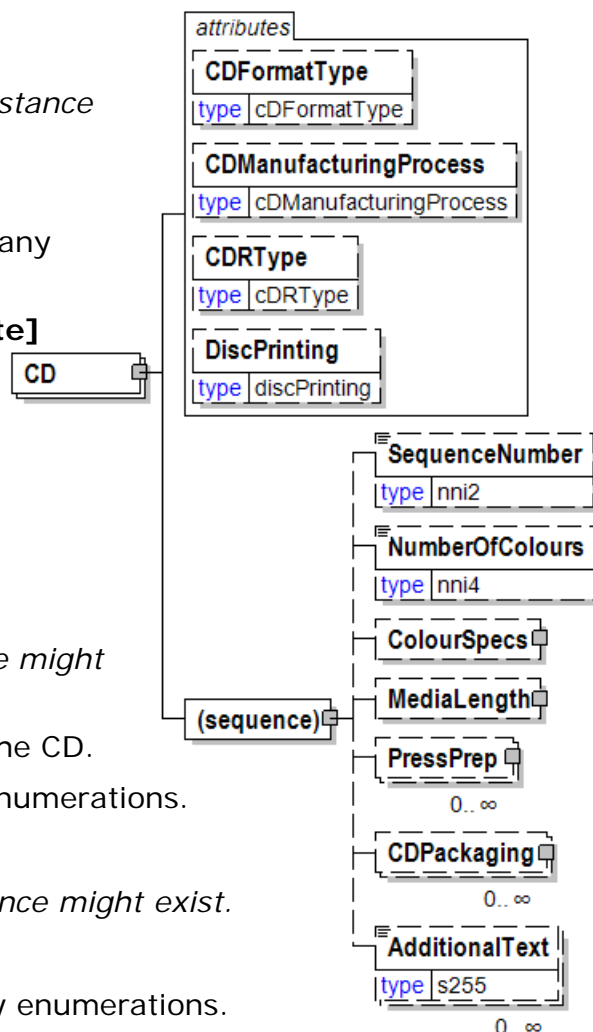 stance
any
te]
e might
he CD.
numerations.
nce might exist.
y enumerations.
CD
attributes
CDFormatType
type cDFormatType
CDManufacturingProcess
type cDManufacturingProcess
CDRType
type cDRType
DiscPrinting
type discPrinting
(sequence)
SequenceNumber
type nni2
NumberOfColours
type nni4
ColourSpecs
MediaLength
PressPrep
0.. ∞
CDPackaging
0.. ∞
AdditionalText
type s255
0.. ∞